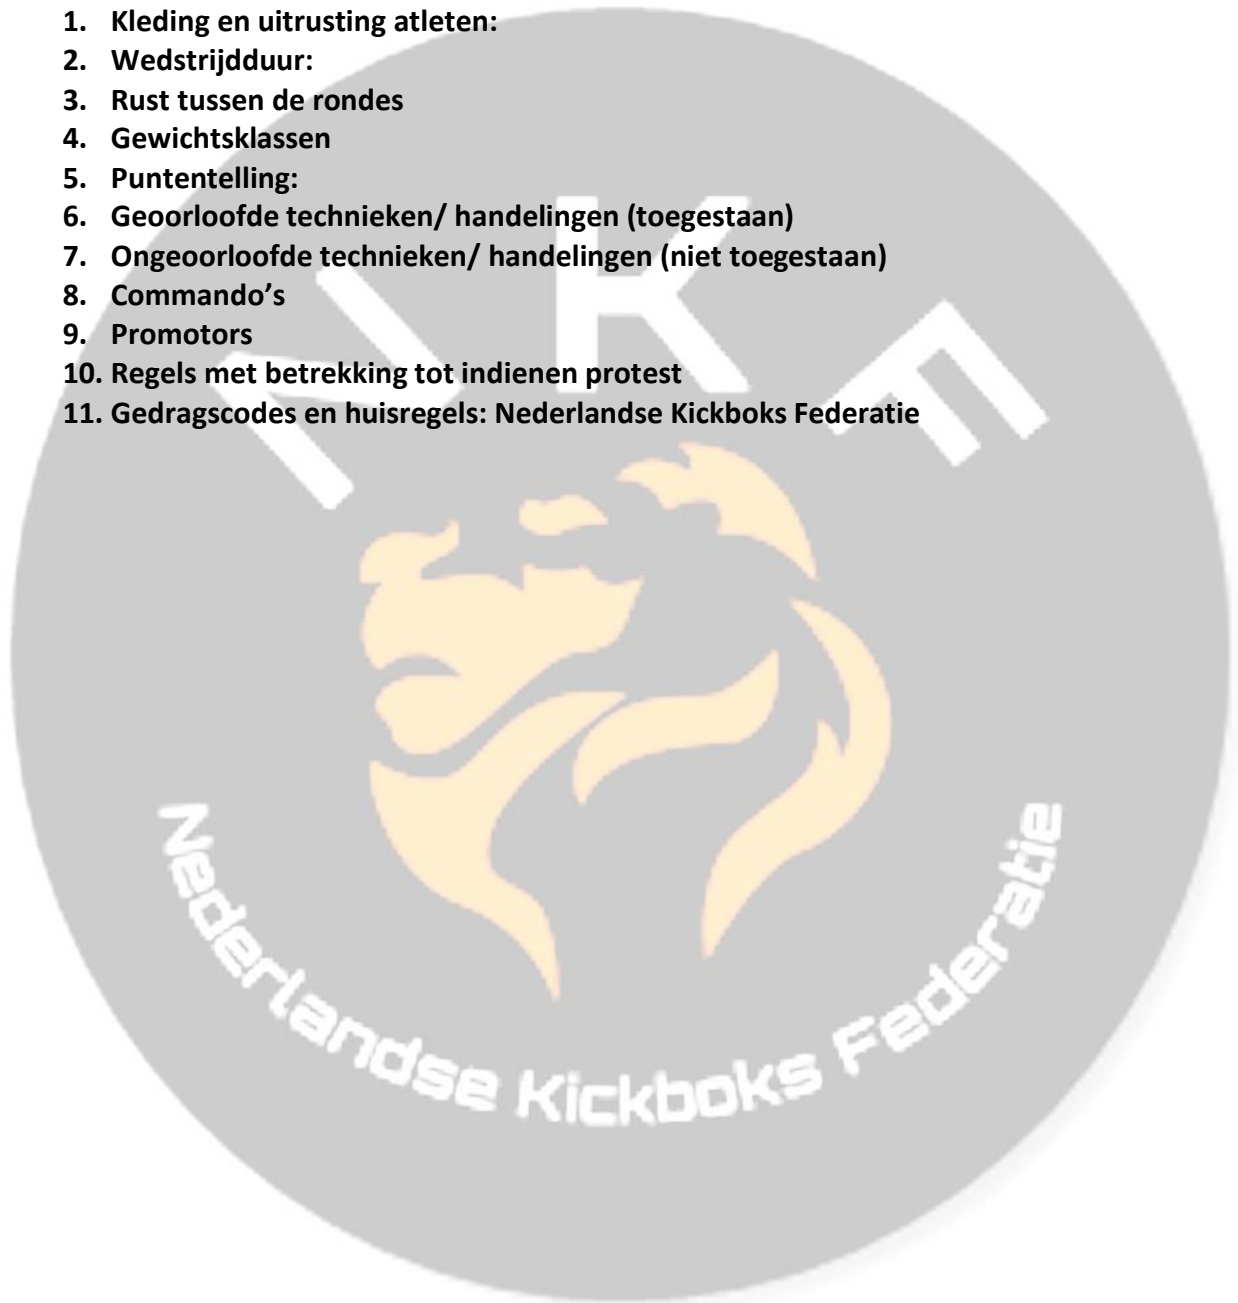 1. Kleding en uitrusting atleten:
2. Wedstrijdduur:
3. Rust tussen de rondes
4. Gewichtsklassen
5. Puntentelling:
6. Geoorloofde technieken/ handelingen (toegestaan)
7. Ongeoorloofde technieken/ handelingen (niet toegestaan)
8. Commando’s
9. Promotors
10. Regels met betrekking tot indienen protest
11. Gedragscodes en huisregels: Nederlandse Kickboks Federatie
NKF
Nederlandse Kickboks Federatie